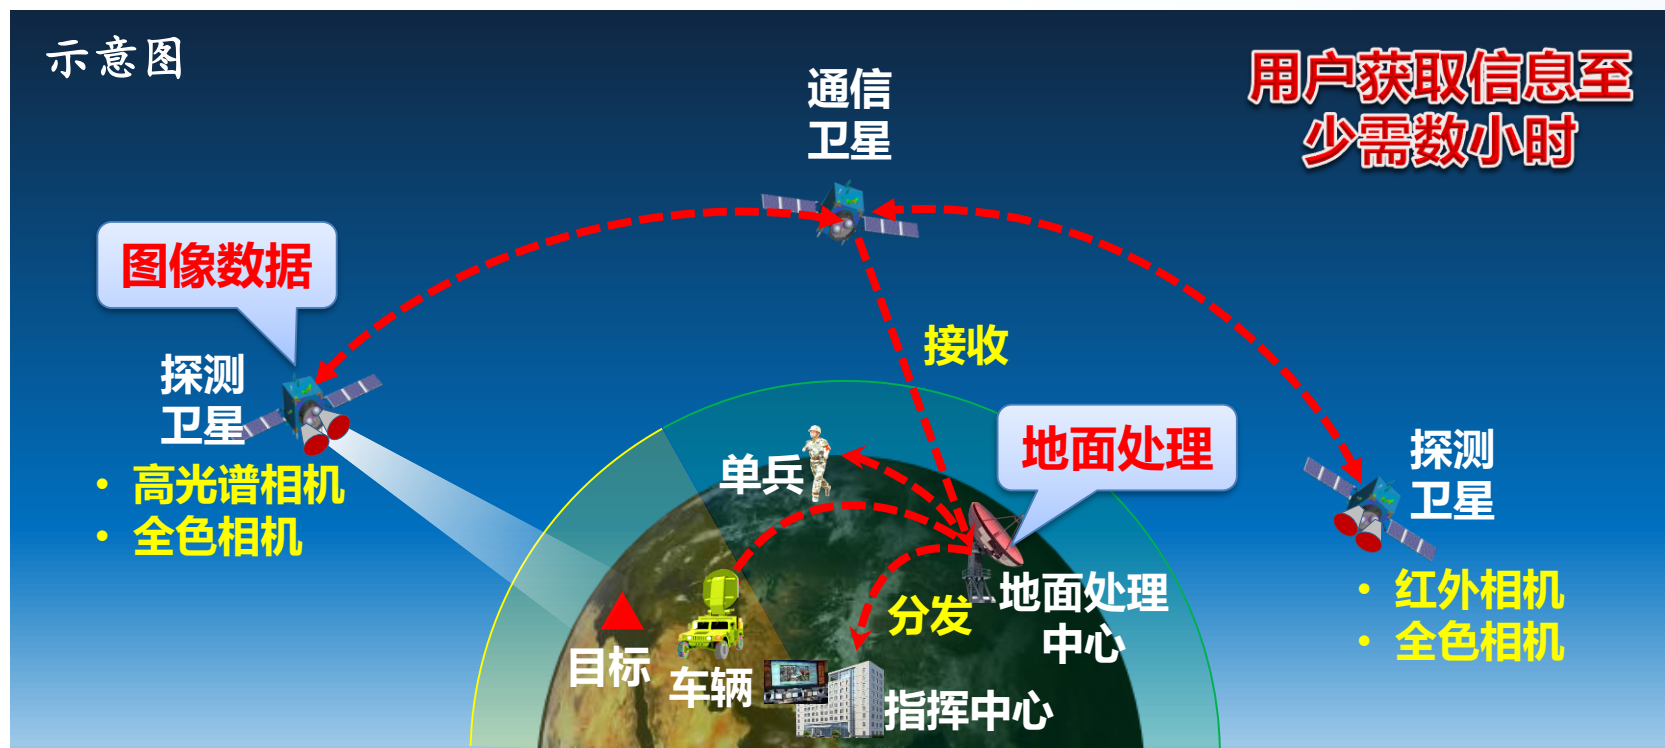 示意图
用户获取信息至
少需数小时
通信
卫星
图像数据
探测
卫星
• 高光谱相机
• 全色相机
接收
地面处理
单兵
探测
卫星
• 红外相机
• 全色相机
地面处理
中心
分发
目标
车辆
指挥中心